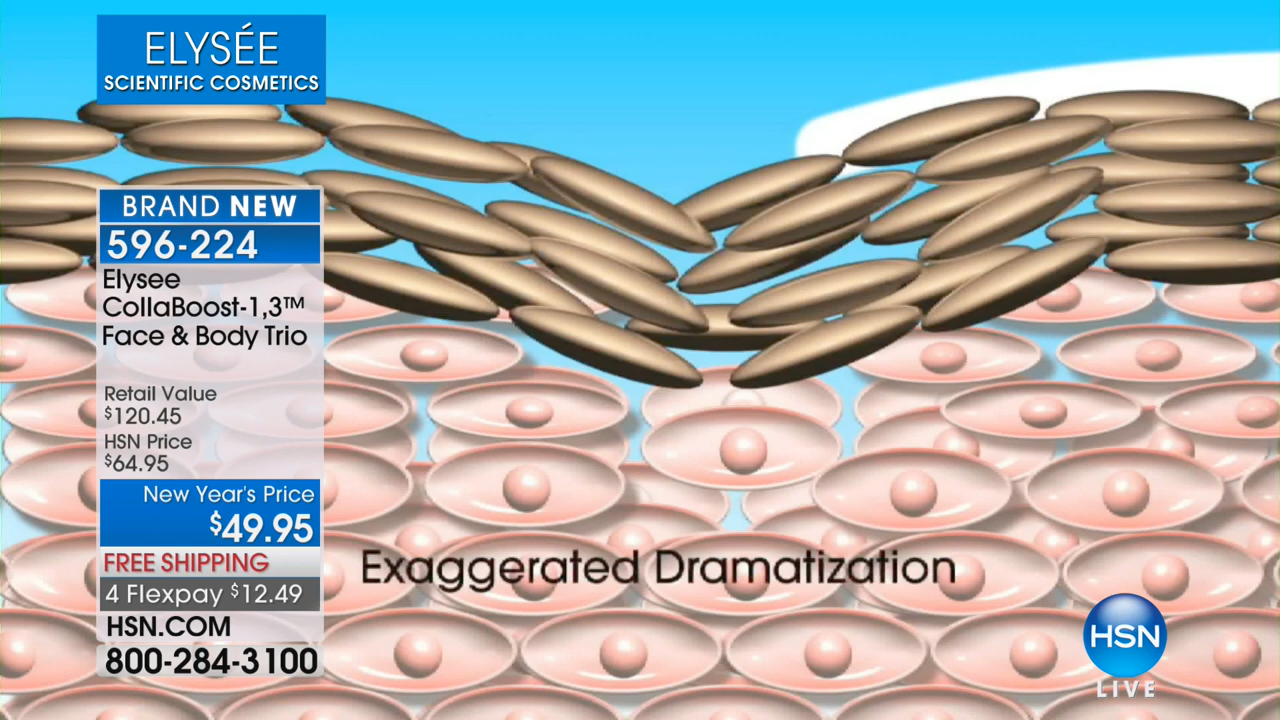 ELYSÉE
SCIENTIFIC COSMETICS
BRAND NEW
596-224
Elysee
CollaBoost-1,3™
Face & Body Trio
Retail Value
$120.45
HSN Price
$64.95
New Year's Price
$49.95
FREE SHIPPING
4 Flexpay $12.49
HSN.COM
800-284-3100
Exaggerated Dramatization
HSN
LIVE